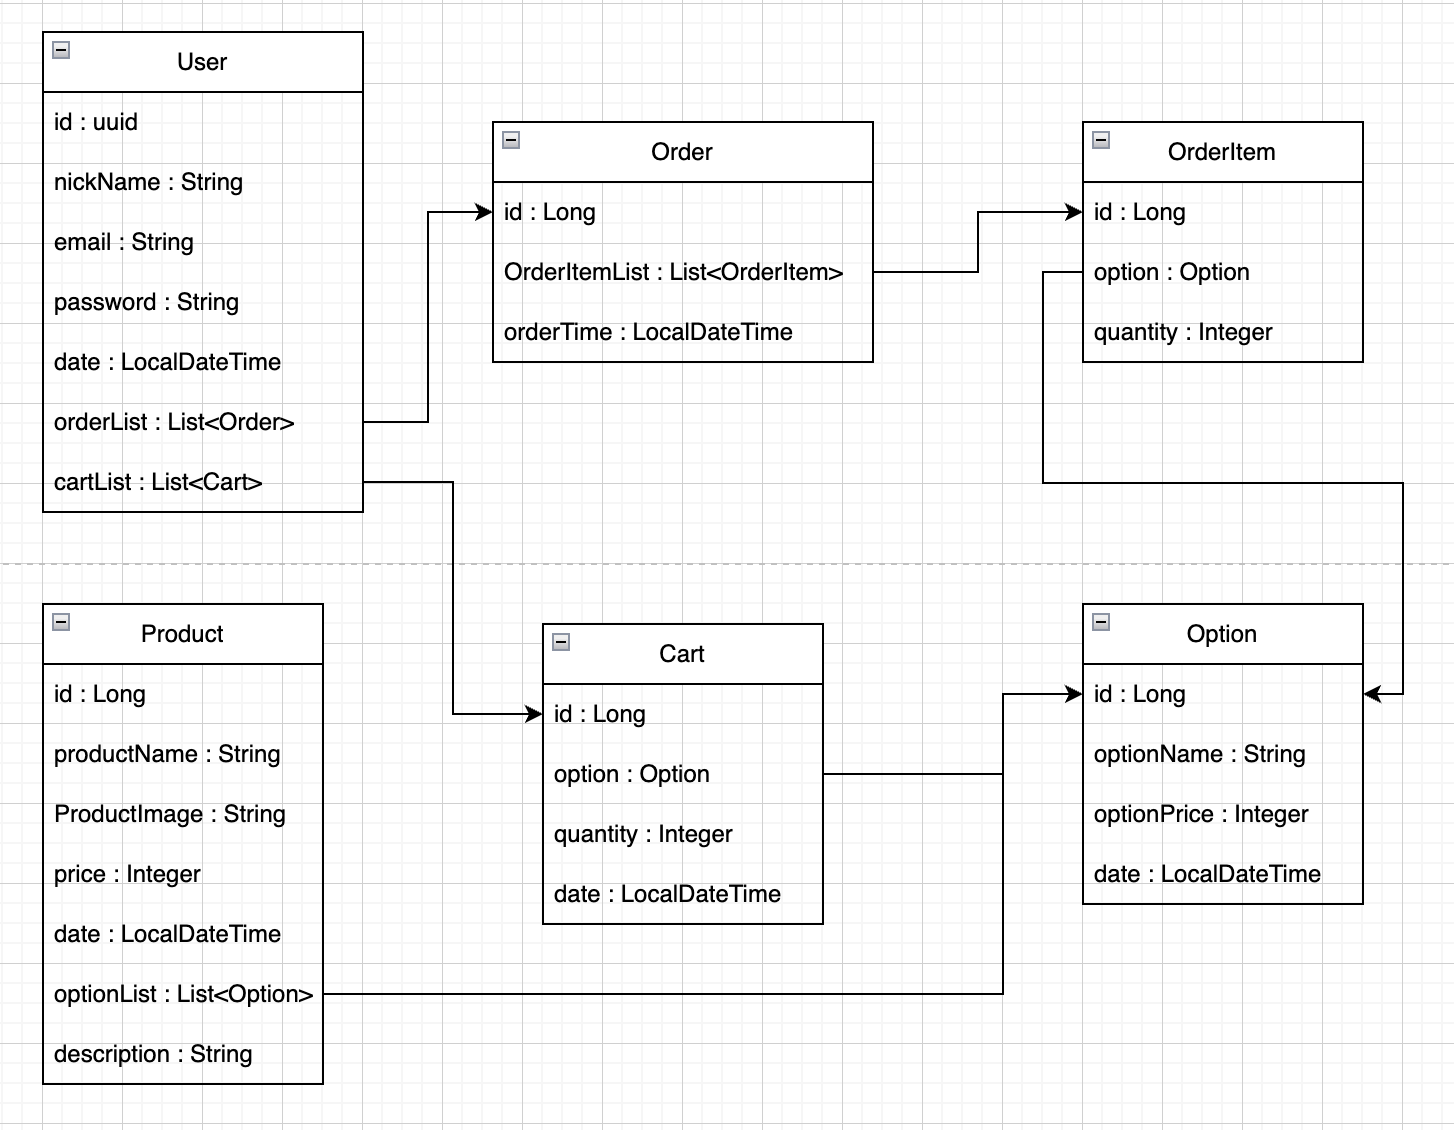 User
id : uuid
nickName : String
email : String
password : String
date : LocalDateTime
orderList : List<Order>
cartList : List<Cart>
Order
id : Long
OrderItemList : List<OrderItem>
orderTime : LocalDateTime
OrderItem
id : Long
option : Option
quantity : Integer
Product
id : Long
productName : String
ProductImage : String
price : Integer
date : LocalDateTime
optionList : List<Option>
description : String
Cart
id : Long
option : Option
quantity : Integer
date : LocalDateTime
Option
id : Long
optionName : String
optionPrice : Integer
date : LocalDateTime